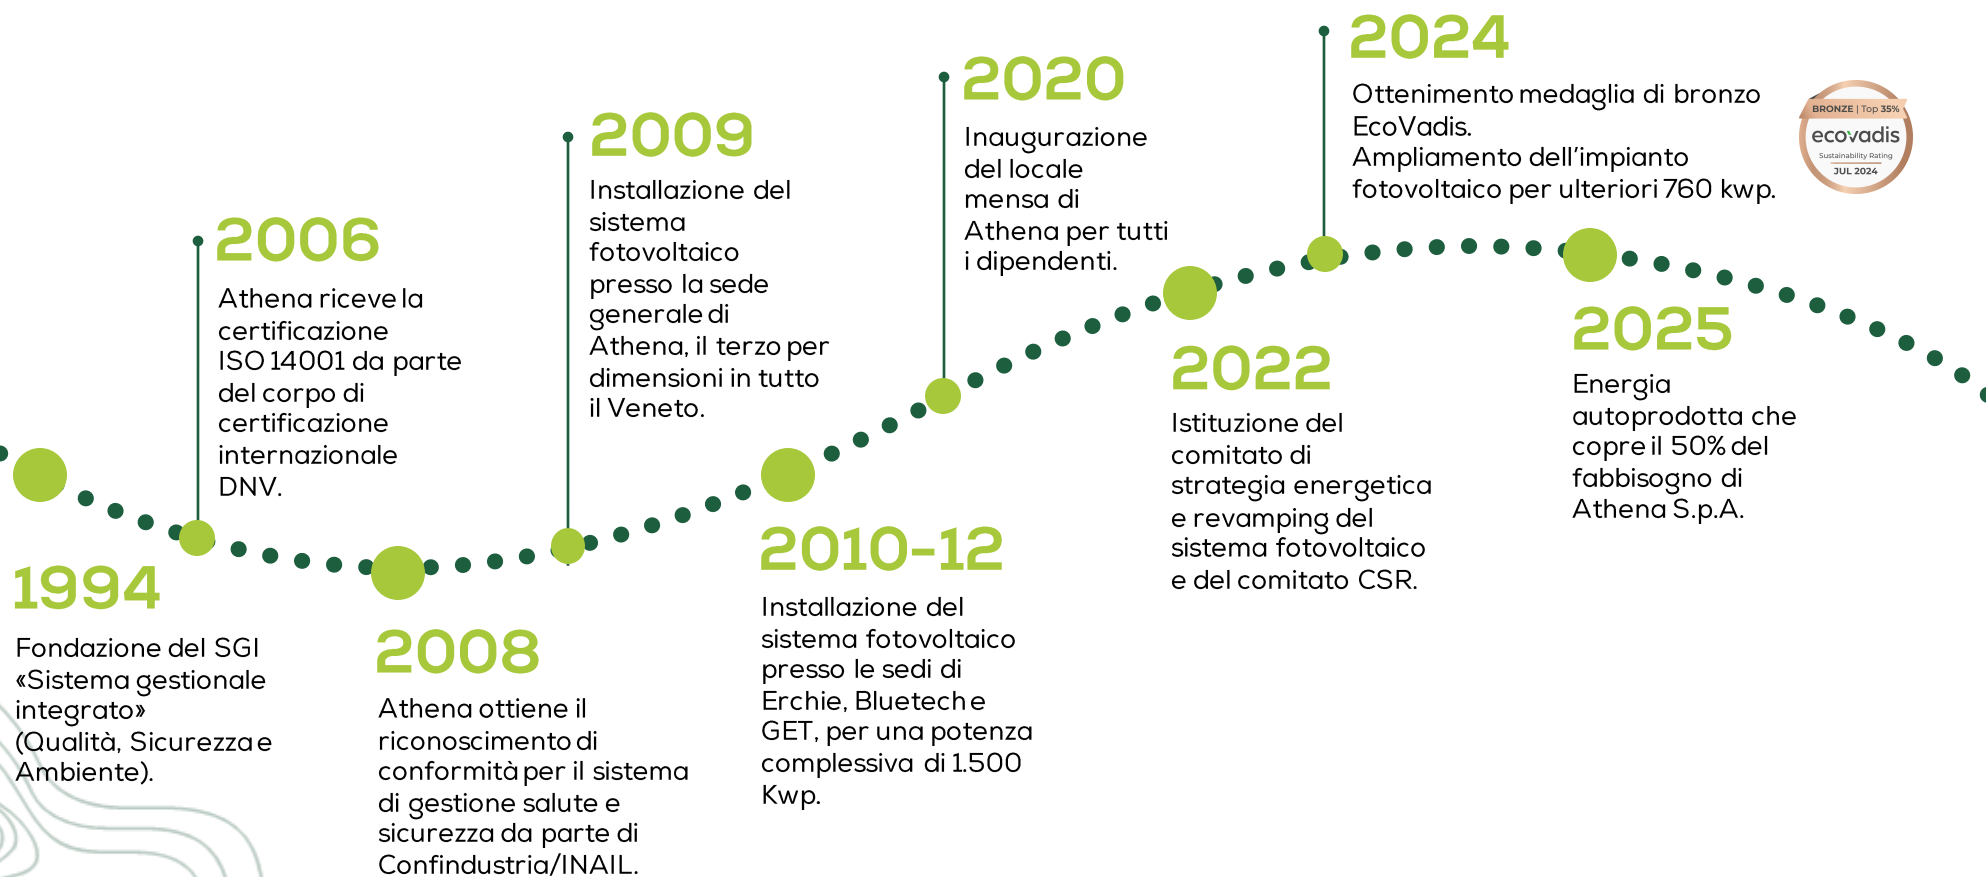 1994
Fondazione del SGI
«Sistema gestionale
integrato»
(Qualità, Sicurezza e
Ambiente).
2006
Athena riceve la
certificazione
ISO 14001 da parte
del corpo di
certificazione
internazionale
DNV.
2008
Athena ottiene il
riconoscimento di
conformità per il sistema
di gestione salute e
sicurezza da parte di
Confindustria/INAIL.
2009
Installazione del
sistema
fotovoltaico
presso la sede
generale di
Athena, il terzo per
dimensioni in tutto
il Veneto.
2010-12
Installazione del
sistema fotovoltaico
presso le sedi di
Erchie, Bluetech e
GET, per una potenza
complessiva di 1.500
Kwp.
2020
Inaugurazione
del locale
mensa di
Athena per tutti
i dipendenti.
2022
Istituzione del
comitato di
strategia energetica
e revamping del
sistema fotovoltaico
e del comitato CSR.
2024
Ottenimento medaglia di bronzo
EcoVadis.
Ampliamento dell’impianto
fotovoltaico per ulteriori 760 kwp.
BRONZE | Top 35%
ecovadis
Sustainability Rating
JUL 2024
2025
Energia
autoprodotta che
copre il 50% del
fabbisogno di
Athena S.p.A.